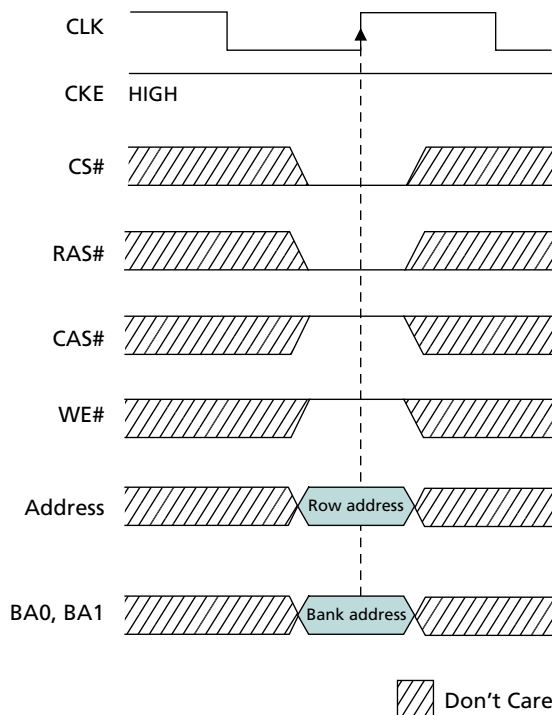 CLK
CKE HIGH
CS#
RAS#
CAS#
WE#
Address Row address
BA0, BA1 Bank address
Don't Care